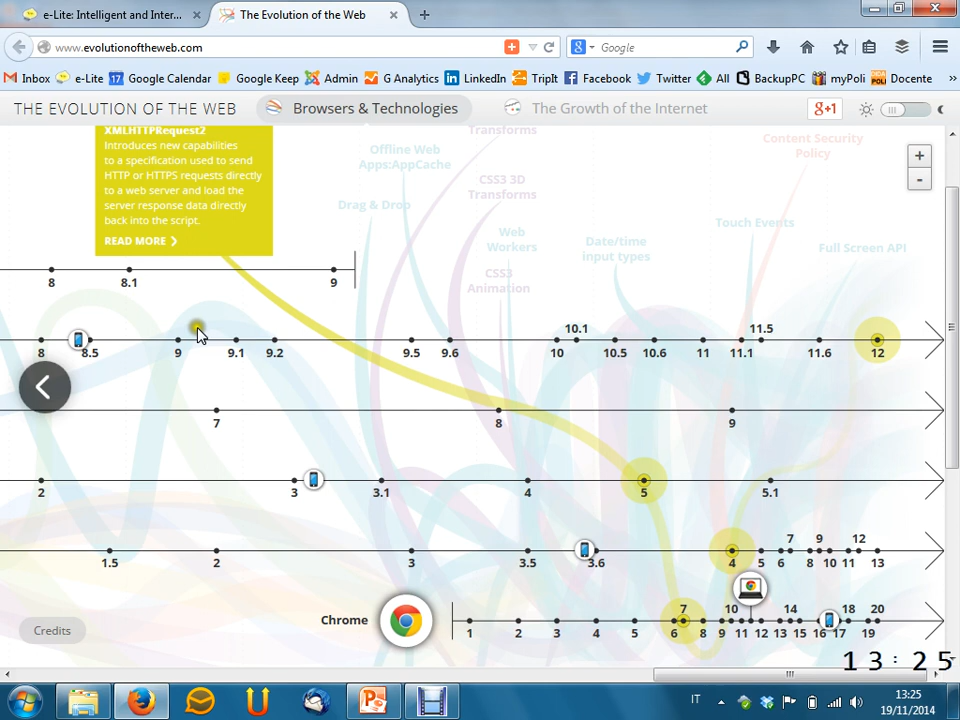 e-Lite: Intelligent and Inter...
The Evolution of the Web
www.evolutionoftheweb.com
Google
Inbox e-Lite Google Calendar Google Keep Admin G Analytics LinkedIn TripIt Facebook Twitter All BackupPC myPoli Docente »
THE EVOLUTION OF THE WEB Browsers & Technologies The Growth of the Internet +1
XMLHTTPRequest2
Introduces new capabilities
to a specification used to send
HTTP or HTTPS requests directly
to a web server and load the
server response data directly
back into the script.
READ MORE
Transforms
Offline Web
Apps:AppCache
CSS3 3D
Transforms
Drag & Drop
Web
Workers
CSS3
Animation
Date/time
input types
Content Security
Policy
Touch Events
Full Screen API
+
-
8 8.1 9
10.1 11.5
8 8.5 9 9.1 9.2 9.5 9.6 10 10.5 10.6 11 11.1 11.6 12
7 8 9
2 3 3.1 4 5 5.1
7 9 12
1.5 2 3 3.5 3.6 4 5 6 8 10 11 13
7 10 14 18 20
Chrome
1 2 3 4 5 6 8 9 11 12 13 15 16 17 19
Credits
13:25
IT
13:25
19/11/2014